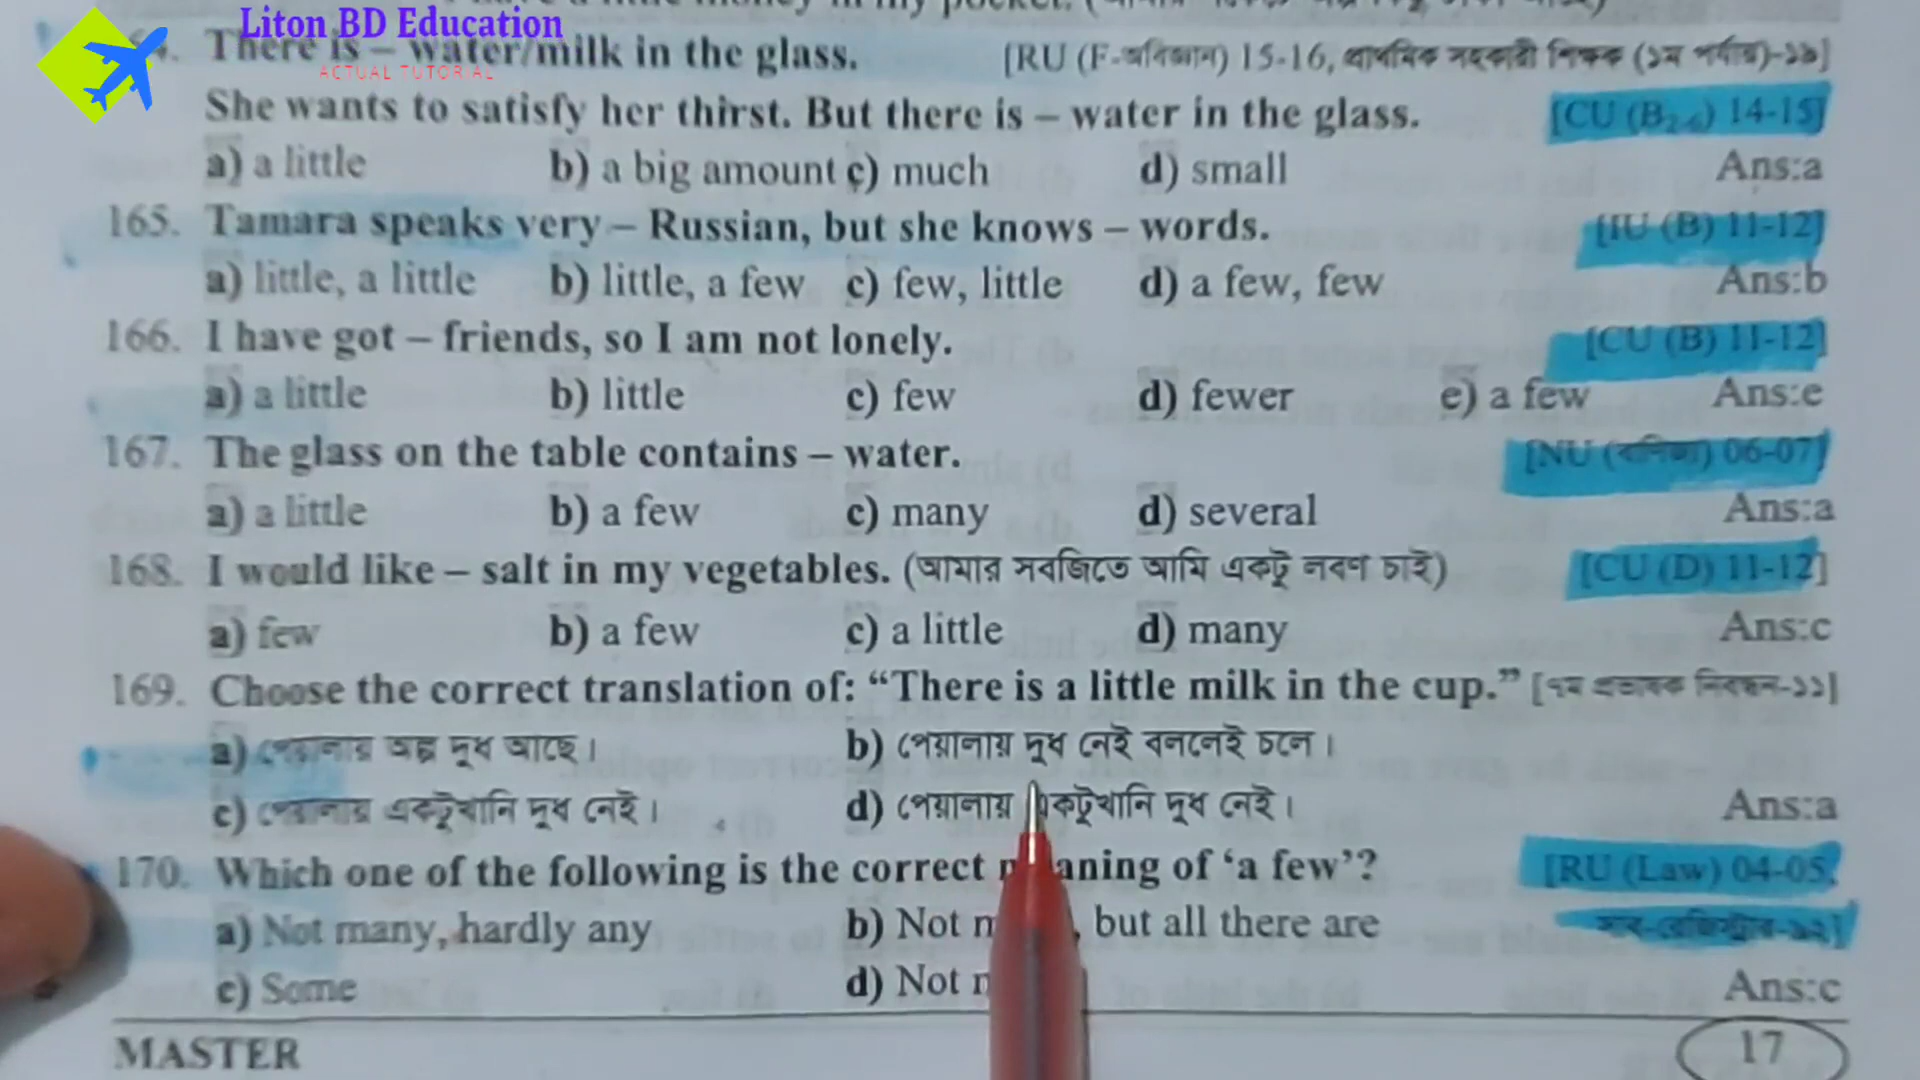 Liton BD Education
ACTUAL TUTORIAL
There is – water/milk in the glass. [RU (F-) 15-16, প্রাথমিক সহকারী শিক্ষক (১ম পর্যায়)-১৯]
She wants to satisfy her thirst. But there is – water in the glass. [CU (B) 14-15]
a) a little b) a big amount c) much d) small Ans:a
165. Tamara speaks very – Russian, but she knows – words. [IU (B) 11-12]
a) little, a little b) little, a few c) few, little d) a few, few Ans:b
166. I have got – friends, so I am not lonely. [CU (B) 11-12]
a) a little b) little c) few d) fewer e) a few Ans:e
167. The glass on the table contains – water. [NU (বানিজ্য) 06-07]
a) a little b) a few c) many d) several Ans:a
168. I would like – salt in my vegetables. (আমার সবজিতে আমি একটু লবণ চাই) [CU (D) 11-12]
a) few b) a few c) a little d) many Ans:c
169. Choose the correct translation of: “There is a little milk in the cup.” [৭ম প্রভাষক নিবন্ধন-১১]
a) পেয়ালায় অল্প দুধ আছে। b) পেয়ালায় দুধ নেই বললেই চলে।
c) পেয়ালায় একটুখানি দুধ নেই। d) পেয়ালায় একটুখানি দুধ নেই। Ans:a
170. Which one of the following is the correct meaning of ‘a few’? [RU (Law) 04-05,
a) Not many, hardly any b) Not , but all there are সাব-রেজিস্ট্রার-১২]
c) Some d) Not Ans:c
MASTER 17